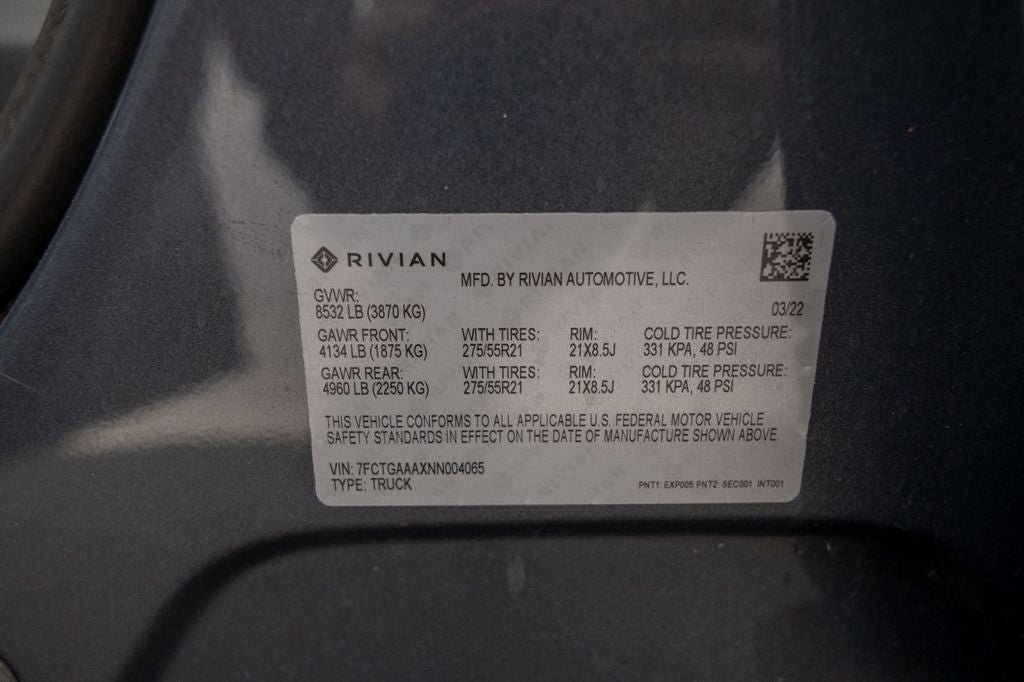 RIVIAN
MFD. BY RIVIAN AUTOMOTIVE, LLC.
GVWR:
8532 LB (3870 KG)
03/22
GAWR FRONT: WITH TIRES: RIM: COLD TIRE PRESSURE:
4134 LB (1875 KG) 275/55R21 21X8.5J 331 KPA, 48 PSI
GAWR REAR: WITH TIRES: RIM: COLD TIRE PRESSURE:
4960 LB (2250 KG) 275/55R21 21X8.5J 331 KPA, 48 PSI
THIS VEHICLE CONFORMS TO ALL APPLICABLE U.S. FEDERAL MOTOR VEHICLE
SAFETY STANDARDS IN EFFECT ON THE DATE OF MANUFACTURE SHOWN ABOVE.
VIN: 7FCTGAAAXNN004065
TYPE: TRUCK
PNT1: EXP005 PNT2: SEC001 INT001